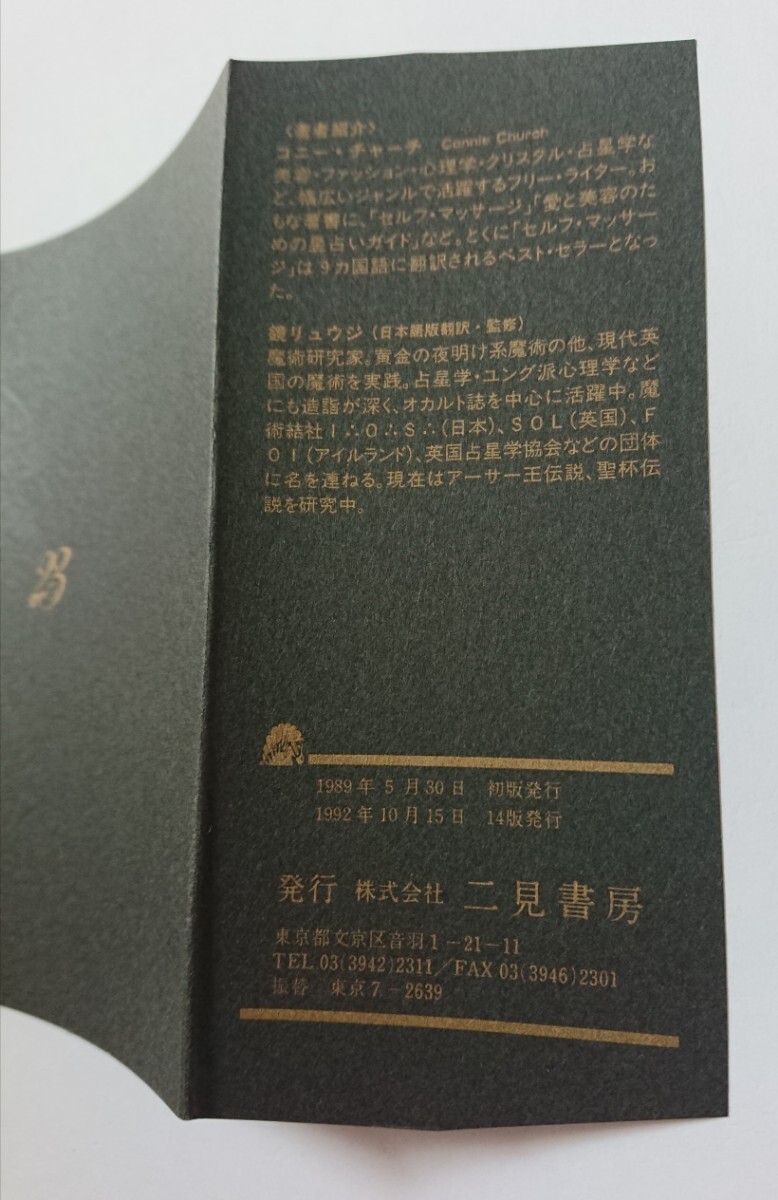 〈著者紹介〉
コニー・チャーチ Connie Church
美容・ファッション・心理学・クリスタル・占星学な
ど、幅広いジャンルで活躍するフリー・ライター。お
もな著書に、「セルフ・マッサージ」「愛と美容のた
めの星占いガイド」など。とくに「セルフ・マッサー
ジ」は9カ国語に翻訳されるベスト・セラーとなっ
た。
鏡リュウジ(日本語版翻訳・監修)
魔術研究家。黄金の夜明け系魔術の他、現代英
国の魔術を実践。占星学・ユング派心理学など
にも造詣が深く、オカルト誌を中心に活躍中。魔
術結社I∴O∴S∴(日本)、SOL(英国)、F
OI(アイルランド)、英国占星学協会などの団体
に名を連ねる。現在はアーサー王伝説、聖杯伝
説を研究中。
1989年5月30日 初版発行
1992年10月15日 14版発行
発行 株式会社 二見書房
東京都文京区音羽1-21-11
TEL 03(3942)2311/FAX 03(3946)2301
振替 東京7-2639